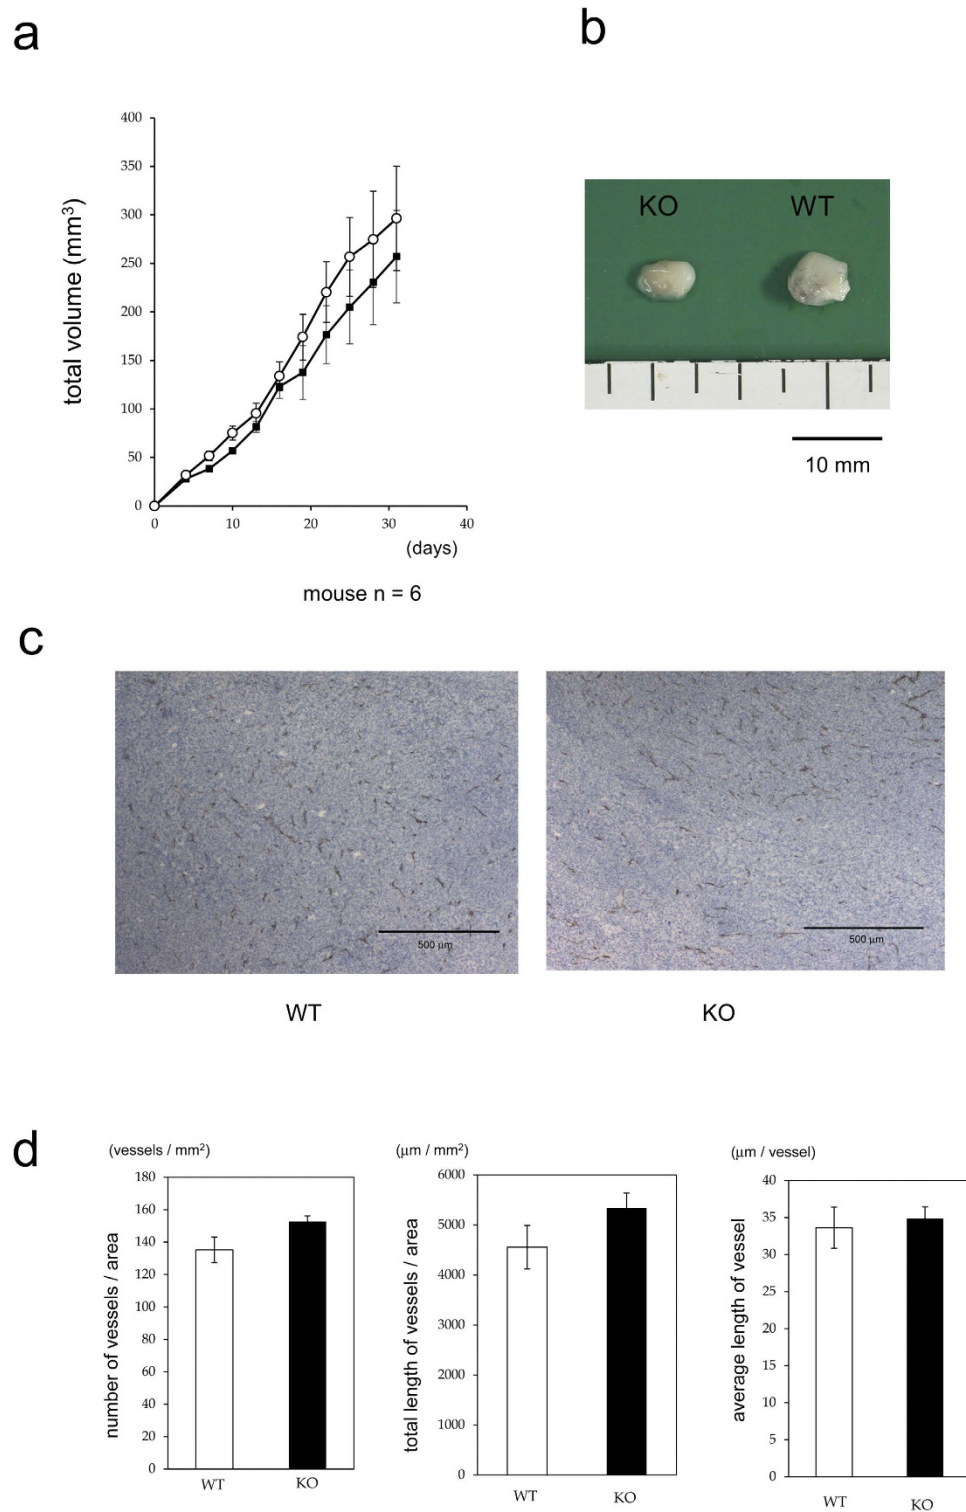 a
b
400
350
300
250
200
150
100
50
0
total volume (mm³)
0 10 20 30 40
(days)
mouse n = 6
KO WT
10 mm
c
500 µm
500 µm
WT
KO
d
(vessels / mm²)
180
160
140
120
100
80
60
40
20
0
number of vessels / area
WT KO
(µm / mm²)
6000
5000
4000
3000
2000
1000
0
total length of vessels / area
WT KO
(µm / vessel)
40
35
30
25
20
15
10
5
0
average length of vessel
WT KO